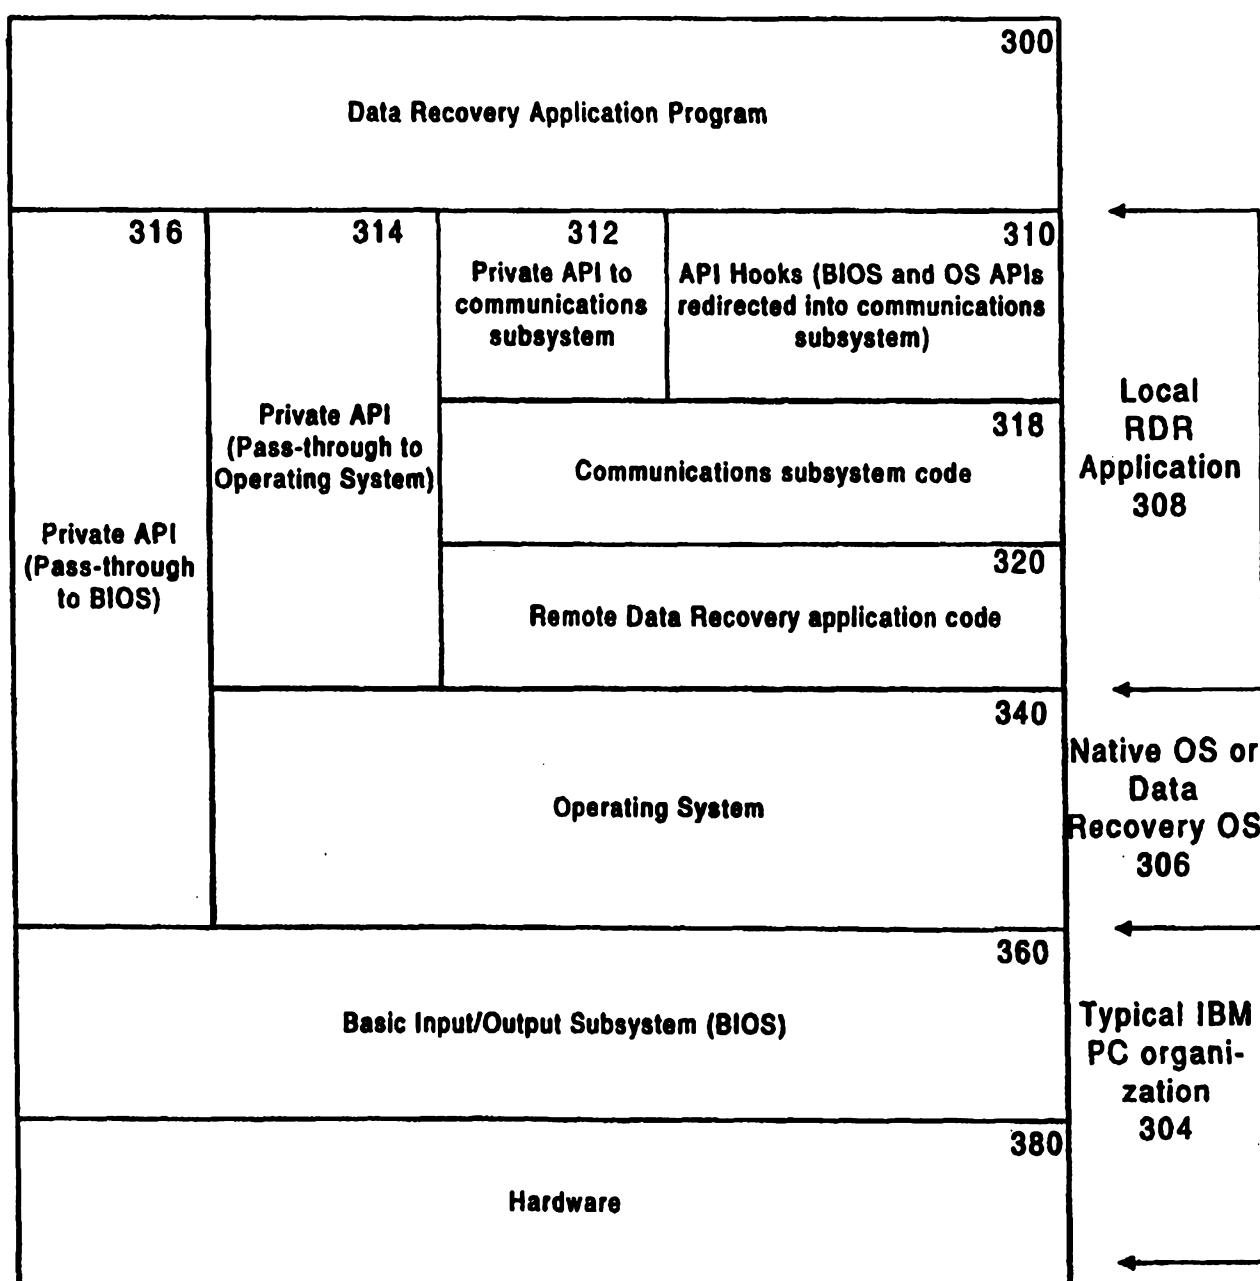 300
Data Recovery Application Program
316
314
312
310
Private API to
communications
subsystem
API Hooks (BIOS and OS APIs
redirected into communications
subsystem)
Private API
(Pass-through to
Operating System)
318
Communications subsystem code
Local
RDR
Application
308
Private API
(Pass-through
to BIOS)
320
Remote Data Recovery application code
340
Operating System
Native OS or
Data
Recovery OS
306
360
Basic Input/Output Subsystem (BIOS)
Typical IBM
PC organi-
zation
304
380
Hardware